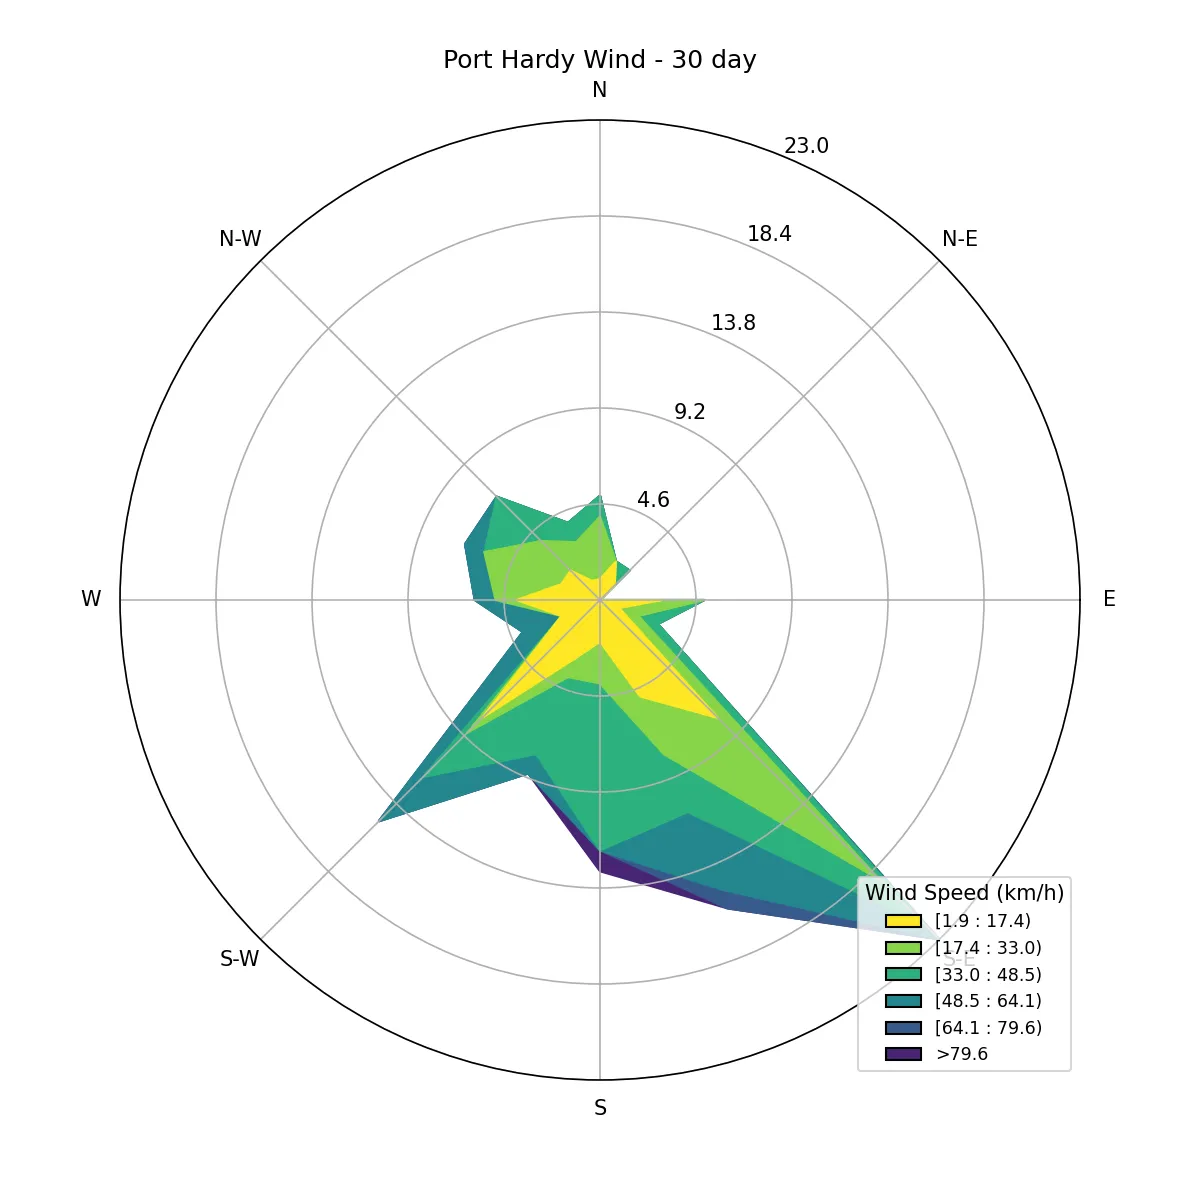 Port Hardy Wind - 30 day
N
23.0
18.4
N-W
N-E
13.8
9.2
4.6
W
E
Wind Speed (km/h)
[1.9 : 17.4)
[17.4 : 33.0)
S-W
S-E
[33.0 : 48.5)
[48.5 : 64.1)
[64.1 : 79.6)
>79.6
S